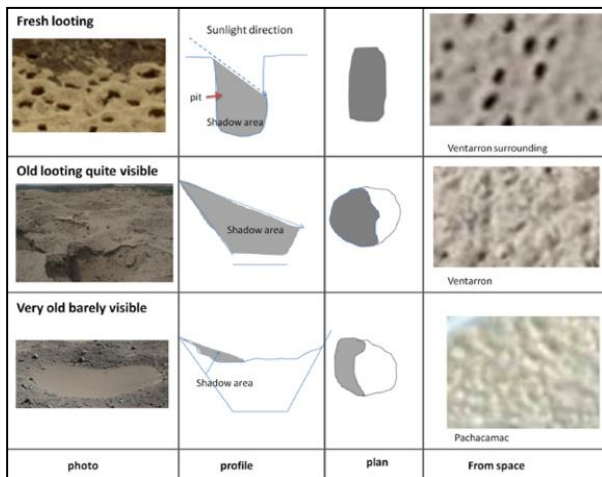 Fresh looting
Sunlight direction
pit
Shadow area
Ventarron surrounding
Old looting quite visible
Shadow area
Ventarron
Very old barely visible
Shadow area
Pachacamac
photo
profile
plan
From space